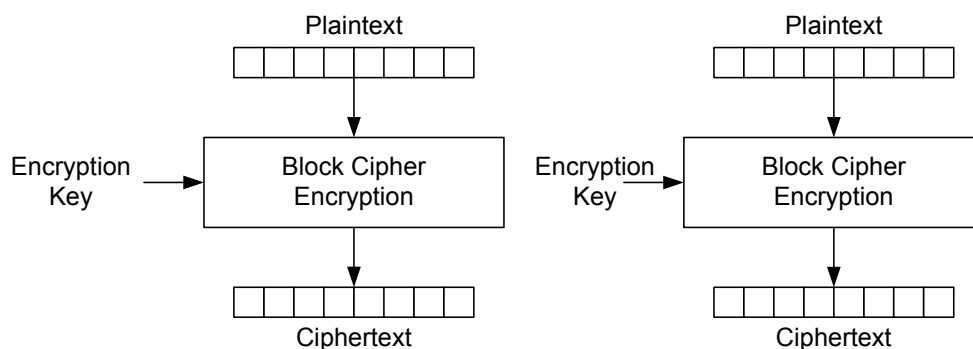 Plaintext
Plaintext
Encryption
Key
Block Cipher
Encryption
Encryption
Key
Block Cipher
Encryption
Ciphertext
Ciphertext